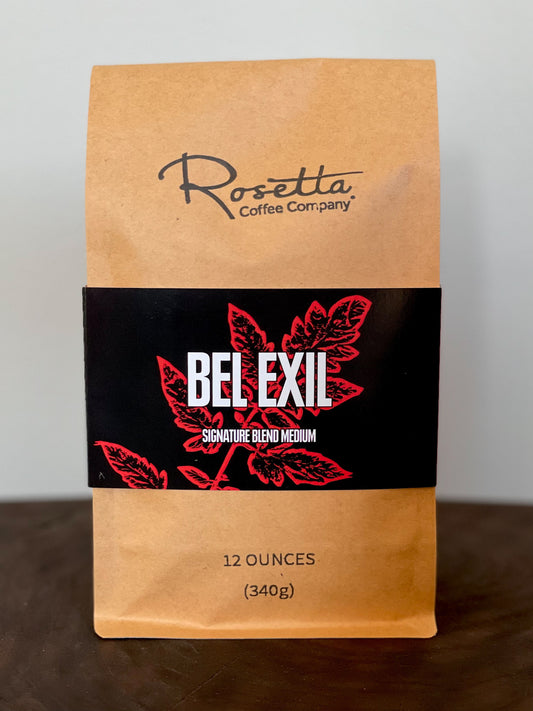 Rosetta
Coffee Company
BEL EXIL
SIGNATURE BLEND MEDIUM
12 OUNCES
(340g)